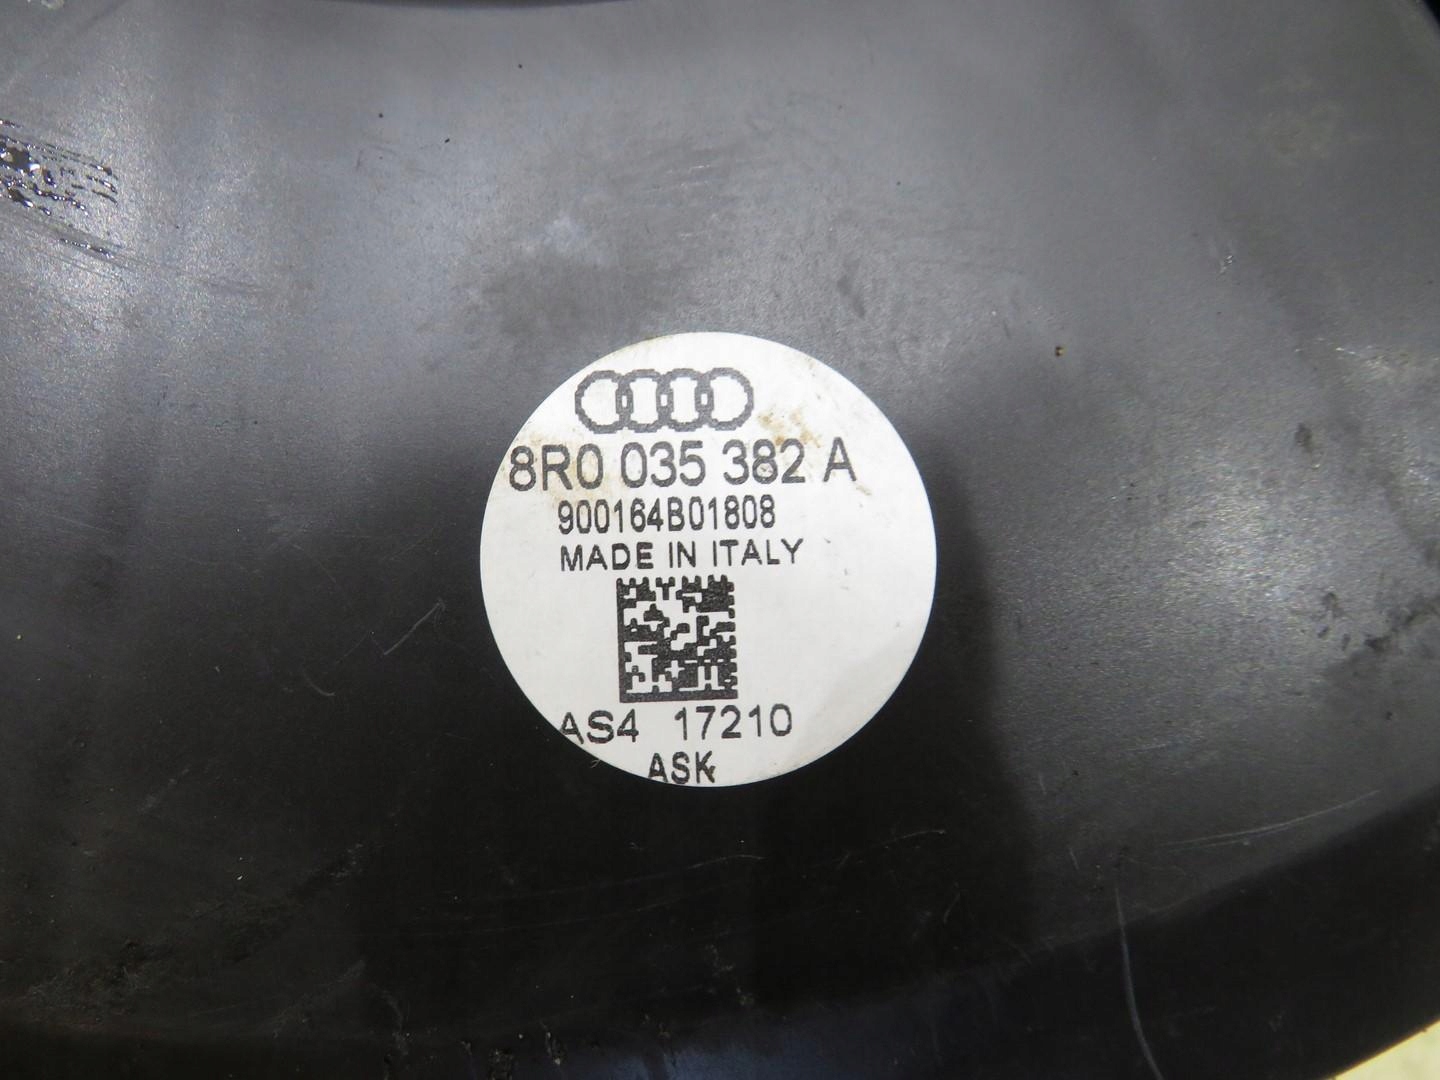 8R0 035 382 A
900164B01808
MADE IN ITALY
AS4 17210
ASK